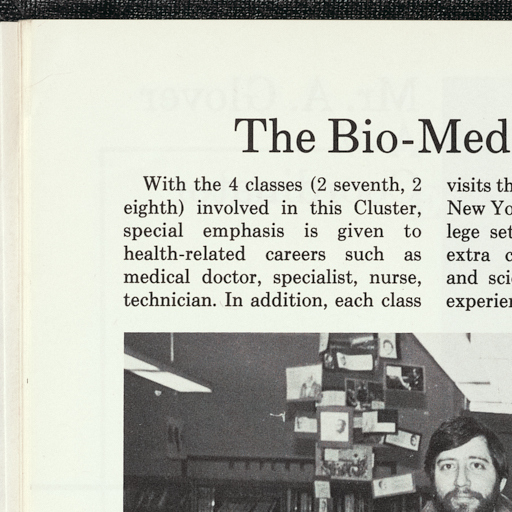 The Bio-Med
With the 4 classes (2 seventh, 2
eighth) involved in this Cluster,
special emphasis is given to
health-related careers such as
medical doctor, specialist, nurse,
technician. In addition, each class
visits th
New Yo
lege set
extra c
and sci
experien
Mr. A. Glover